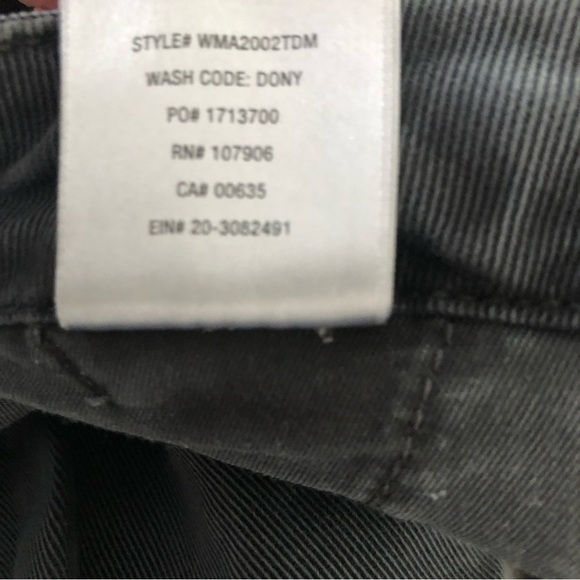 STYLE# WMA2002TDM
WASH CODE: DONY
PO# 1713700
RN# 107906
CA# 00635
EIN# 20-3082491